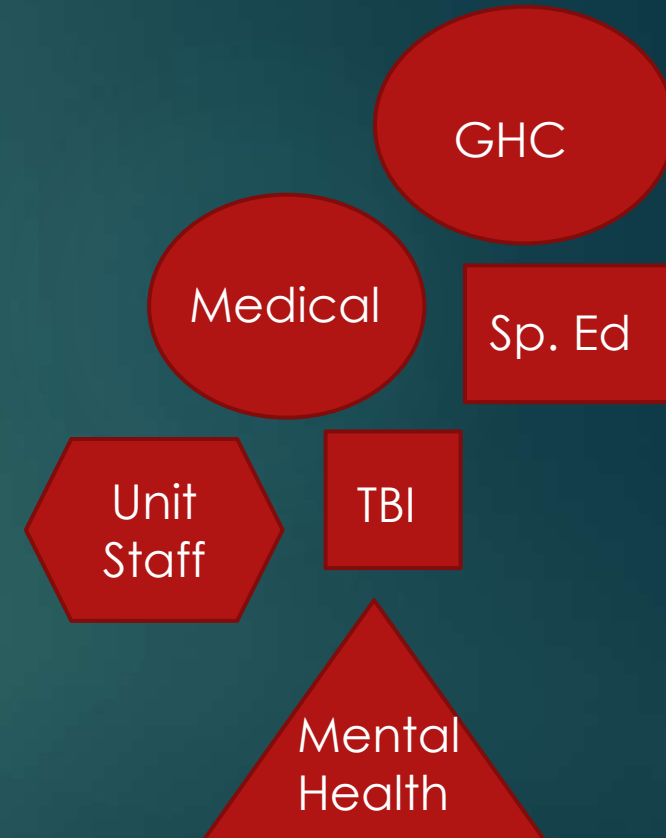 GHC
Medical
Sp. Ed
Unit
Staff
TBI
Mental
Health